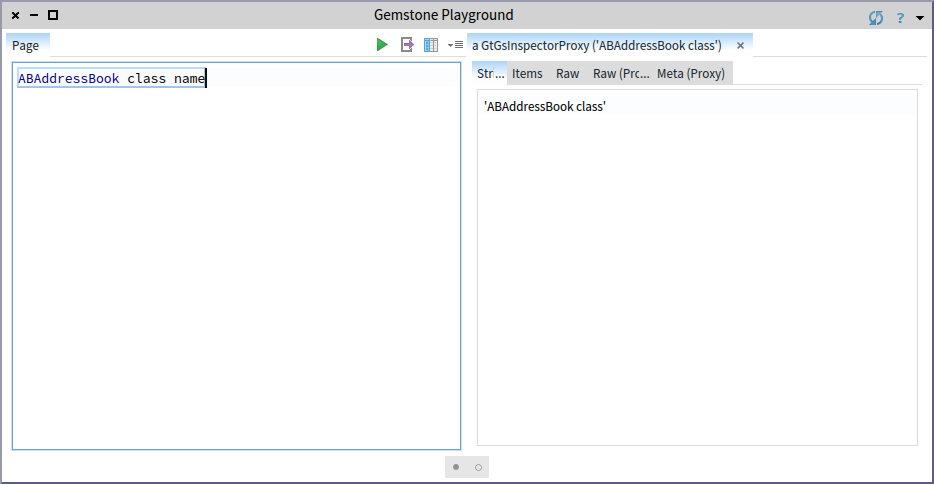 Gemstone Playground
?
Page
a GtGsInspectorProxy ('ABAddressBook class')
ABAddressBook class name
Str... Items Raw Raw (Prc... Meta (Proxy)
'ABAddressBook class'